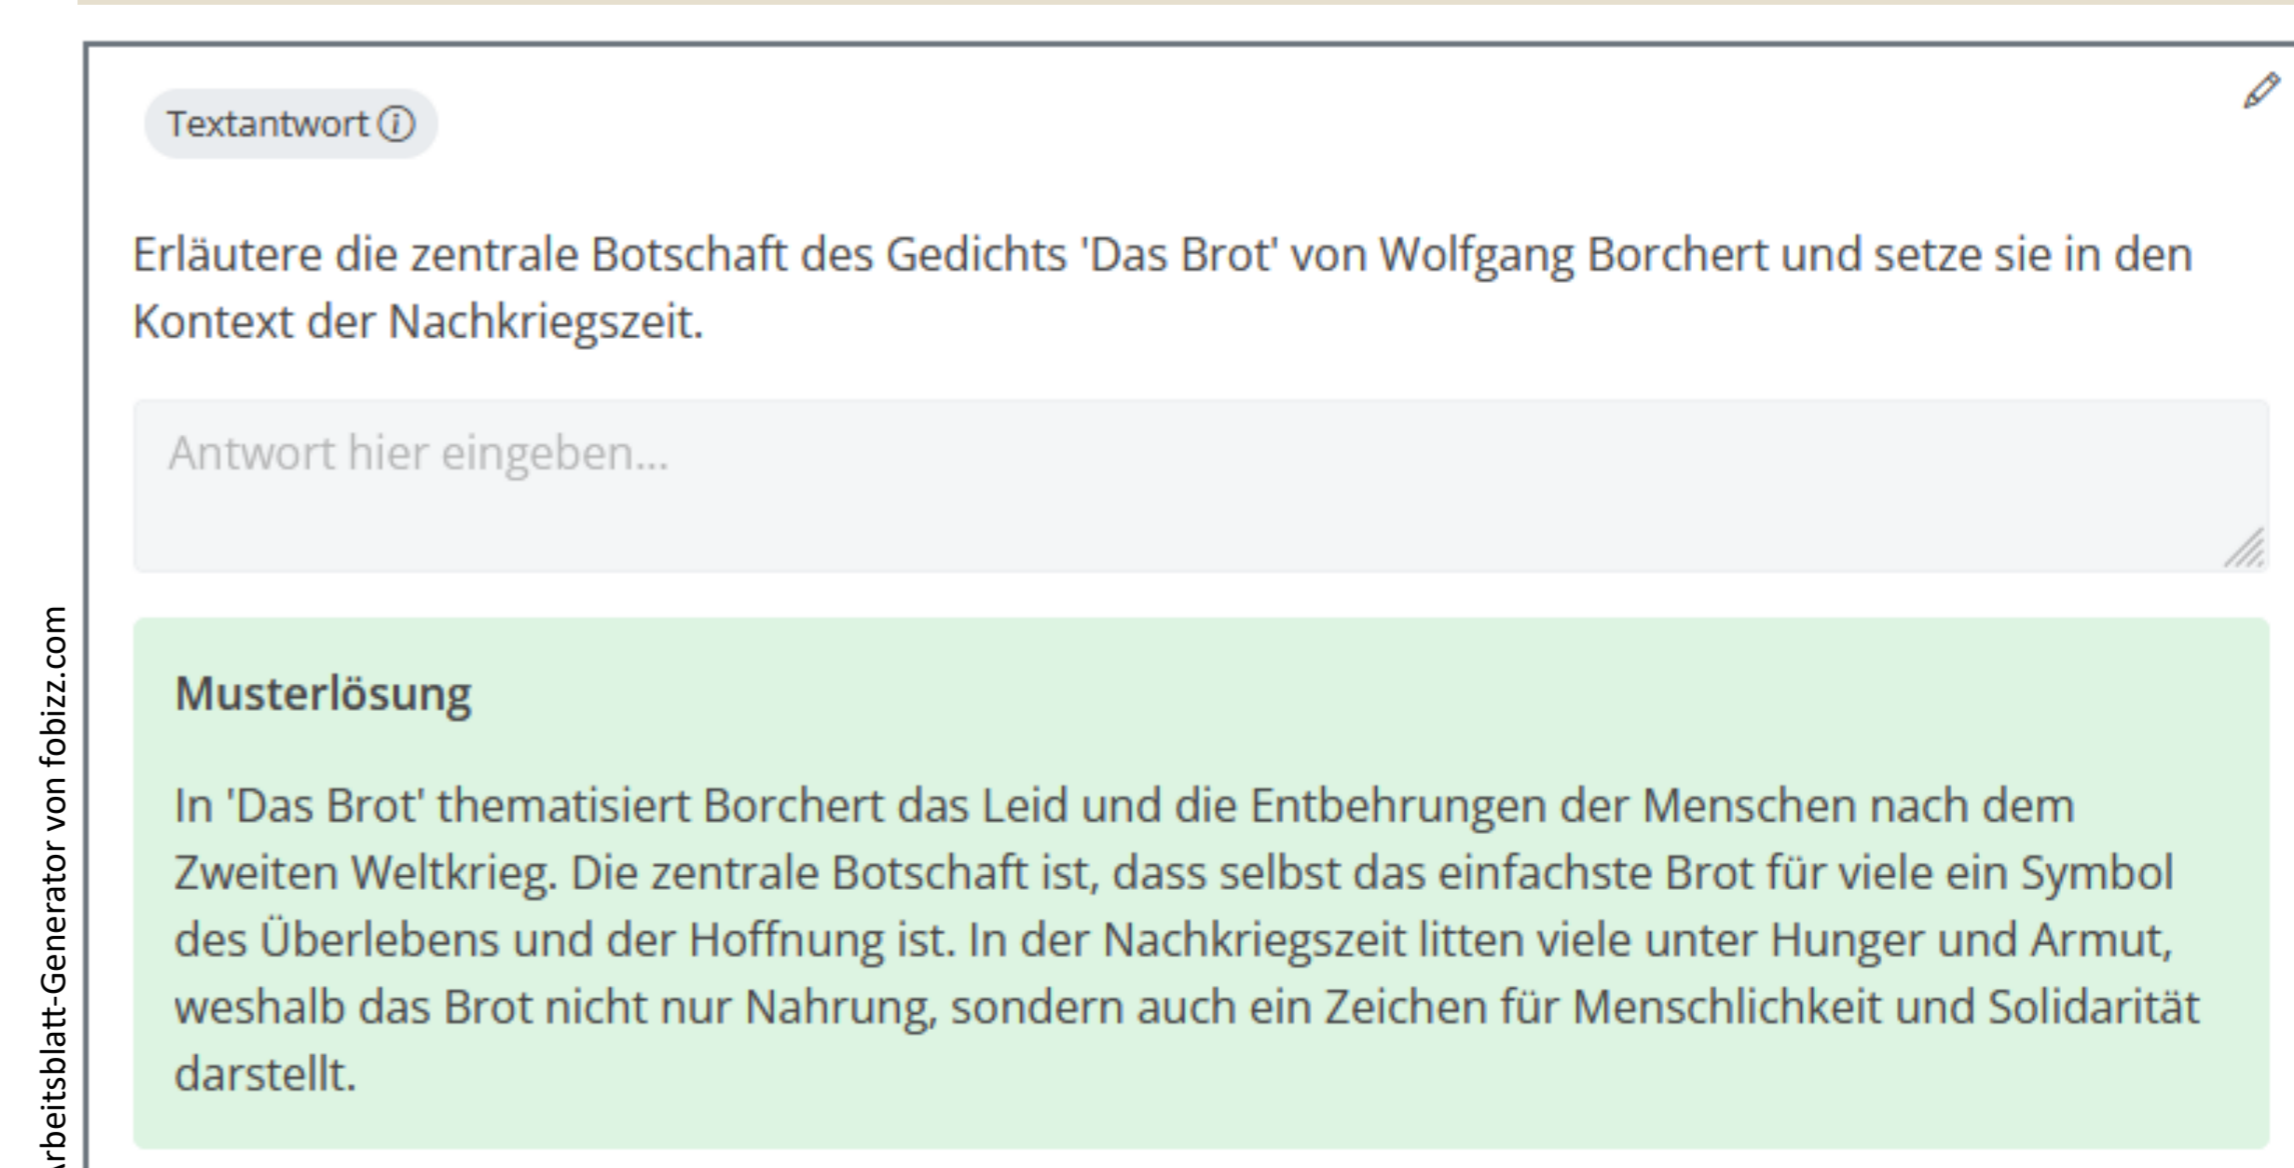 Textantwort
Erläutere die zentrale Botschaft des Gedichts 'Das Brot' von Wolfgang Borchert und setze sie in den
Kontext der Nachkriegszeit.
Antwort hier eingeben...
Musterlösung
In 'Das Brot' thematisiert Borchert das Leid und die Entbehrungen der Menschen nach dem
Zweiten Weltkrieg. Die zentrale Botschaft ist, dass selbst das einfachste Brot für viele ein Symbol
des Überlebens und der Hoffnung ist. In der Nachkriegszeit litten viele unter Hunger und Armut,
weshalb das Brot nicht nur Nahrung, sondern auch ein Zeichen für Menschlichkeit und Solidarität
darstellt.
Arbeitsblatt-Generator von fobizz.com